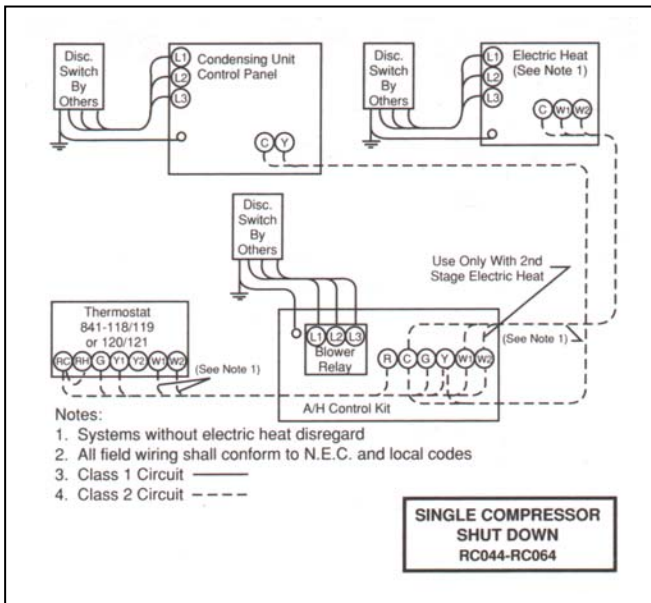 Disc.
Switch
By
Others
L1
L2
L3
Condensing Unit
Control Panel
C Y
Disc.
Switch
By
Others
L1
L2
L3
Electric Heat
(See Note 1)
C W1 W2
Disc.
Switch
By
Others
Use Only With 2nd
Stage Electric Heat
Thermostat
841-118/119
or 120/121
RC RH G Y1 Y2 W1 W2
(See Note 1)
L1 L2 L3
Blower
Relay
R C G Y W1 W2
(See Note 1)
A/H Control Kit
Notes:
1. Systems without electric heat disregard
2. All field wiring shall conform to N.E.C. and local codes
3. Class 1 Circuit
4. Class 2 Circuit
SINGLE COMPRESSOR
SHUT DOWN
RC044-RC064